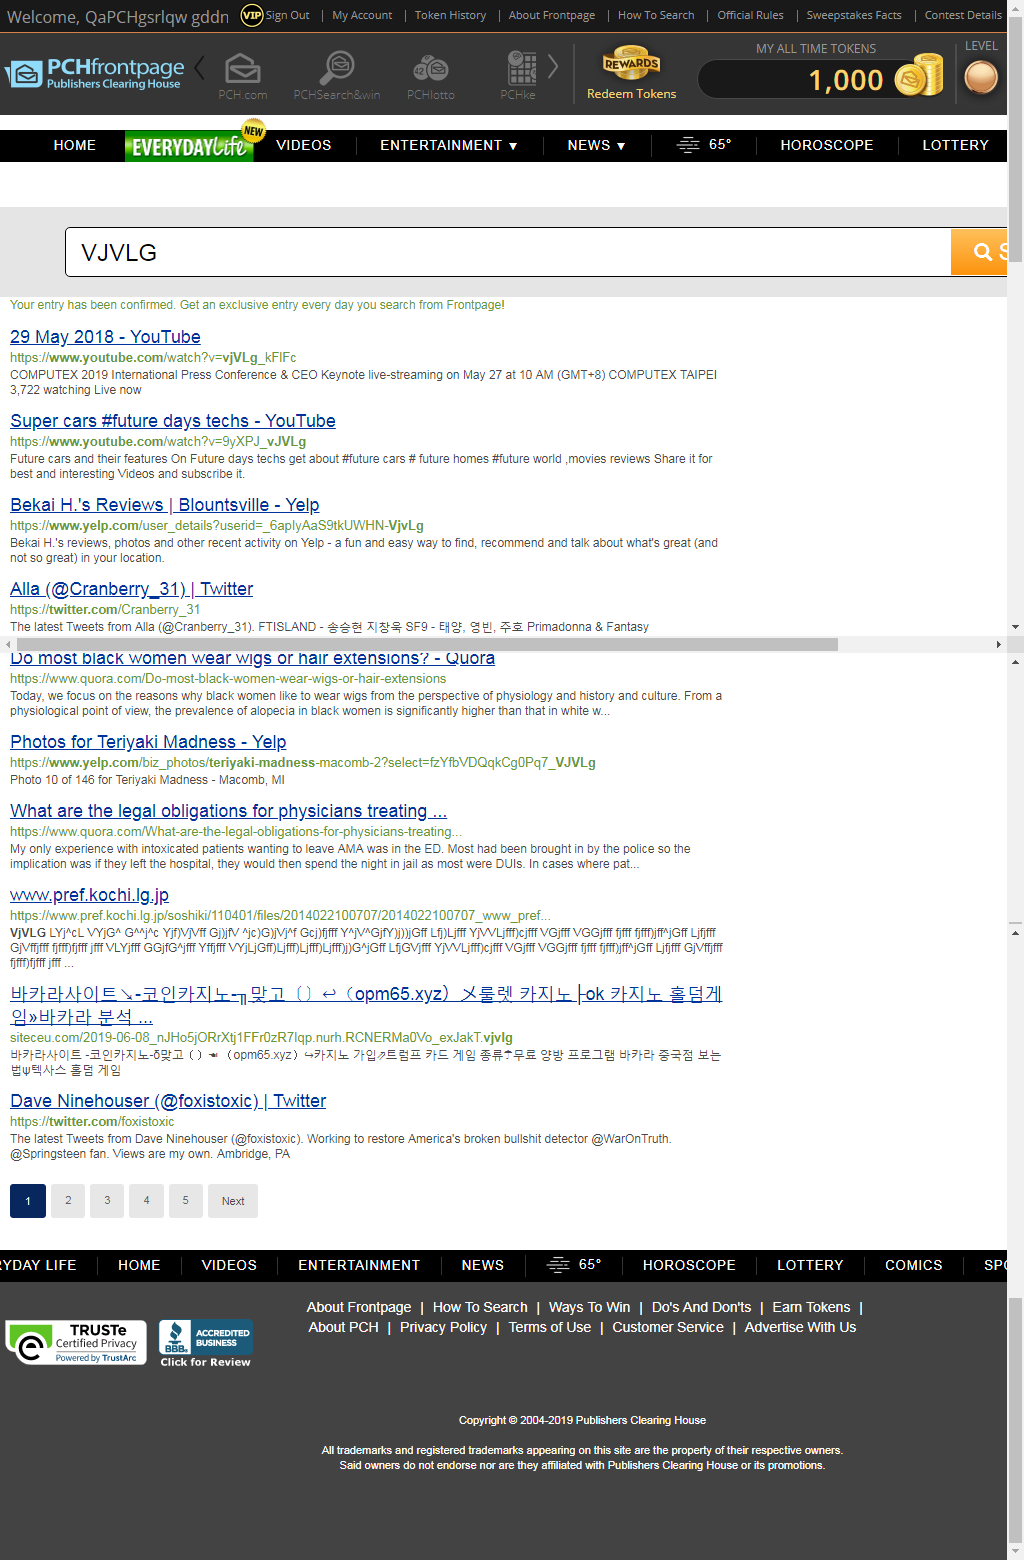 Welcome, QaPCHgsrlqw gddn VIP Sign Out | My Account | Token History | About Frontpage | How To Search | Official Rules | Sweepstakes Facts | Contest Details
PCHfrontpage
Publishers Clearing House
PCH.com PCHSearch&win PCHlotto PCHke
REWARDS
Redeem Tokens
MY ALL TIME TOKENS
1,000
LEVEL
HOME EVERYDAY Life NEW VIDEOS ENTERTAINMENT ▼ NEWS ▼ 65° HOROSCOPE LOTTERY
VJVLG
S
Your entry has been confirmed. Get an exclusive entry every day you search from Frontpage!
29 May 2018 - YouTube
https://www.youtube.com/watch?v=vjVLg_kFlFc
COMPUTEX 2019 International Press Conference & CEO Keynote live-streaming on May 27 at 10 AM (GMT+8) COMPUTEX TAIPEI
3,722 watching Live now
Super cars #future days techs - YouTube
https://www.youtube.com/watch?v=9yXPJ_vJVLg
Future cars and their features On Future days techs get about #future cars # future homes #future world ,movies reviews Share it for
best and interesting Videos and subscribe it.
Bekai H.'s Reviews | Blountsville - Yelp
https://www.yelp.com/user_details?userid=_6aplyAaS9tkUWHN-VjvLg
Bekai H.'s reviews, photos and other recent activity on Yelp - a fun and easy way to find, recommend and talk about what's great (and
not so great) in your location.
Alla (@Cranberry_31) | Twitter
https://twitter.com/Cranberry_31
The latest Tweets from Alla (@Cranberry_31). FTISLAND - 송승현 지창욱 SF9 - 태양, 영빈, 주호 Primadonna & Fantasy
Do most black women wear wigs or hair extensions? - Quora
https://www.quora.com/Do-most-black-women-wear-wigs-or-hair-extensions
Today, we focus on the reasons why black women like to wear wigs from the perspective of physiology and history and culture. From a
physiological point of view, the prevalence of alopecia in black women is significantly higher than that in white w...
Photos for Teriyaki Madness - Yelp
https://www.yelp.com/biz_photos/teriyaki-madness-macomb-2?select=fzYfbVDQqkCg0Pq7_VJVLg
Photo 10 of 146 for Teriyaki Madness - Macomb, MI
What are the legal obligations for physicians treating ...
https://www.quora.com/What-are-the-legal-obligations-for-physicians-treating...
My only experience with intoxicated patients wanting to leave AMA was in the ED. Most had been brought in by the police so the
implication was if they left the hospital, they would then spend the night in jail as most were DUIs. In cases where pat...
www.pref.kochi.lg.jp
https://www.pref.kochi.lg.jp/soshiki/110401/files/2014022100707/2014022100707_www_pref...
VjVLG LYj^cL VYjG^ G^^j^c Yjf)Vj\/ff Gj)jfV ^jc)G)jVj^f Gcj)fjfff Y^jV^GjfY)j))jGff Lfj)Ljfff YjVVLjfff)cjfff VGjfff VGGjfff fjfff fjfff)jff^jGff Ljfjfff
GjVffjfff fjfff)fjfff jfff VLYjfff GGjfG^jfff Yffjfff VYjLjGff)Ljfff)Ljfff)Ljfff)j)G^jGff LfjGVjfff YjVVLjfff)cjfff VGjfff VGGjfff fjfff fjfff)jff^jGff Ljfjfff GjVffjfff
fjfff)fjfff jfff ...
바카라사이트↘-코인카지노-╖맞고（）↩（opm65.xyz）〤룰렛 카지노├ok 카지노 홀덤게
임»바카라 분석 ...
siteceu.com/2019-06-08_nJHo5jORrXtj1FFr0zR7lqp.nurh.RCNERMa0Vo_exJakT.vjvlg
바카라사이트 -코인카지노-δ맞고（）☚（opm65.xyz）↪카지노 가입⇗트럼프 카드 게임 종류☂무료 양방 프로그램 바카라 중국점 보는
법ψ텍사스 홀덤 게임
Dave Ninehouser (@foxistoxic) | Twitter
https://twitter.com/foxistoxic
The latest Tweets from Dave Ninehouser (@foxistoxic). Working to restore America's broken bullshit detector @WarOnTruth.
@Springsteen fan. Views are my own. Ambridge, PA
1 2 3 4 5 Next
RYDAY LIFE HOME VIDEOS ENTERTAINMENT NEWS 65° HOROSCOPE LOTTERY COMICS SPO
About Frontpage | How To Search | Ways To Win | Do's And Don'ts | Earn Tokens |
About PCH | Privacy Policy | Terms of Use | Customer Service | Advertise With Us
TRUSTe
Certified Privacy
Powered by TrustArc
BBB
ACCREDITED
BUSINESS
Click for Review
Copyright © 2004-2019 Publishers Clearing House
All trademarks and registered trademarks appearing on this site are the property of their respective owners.
Said owners do not endorse nor are they affiliated with Publishers Clearing House or its promotions.